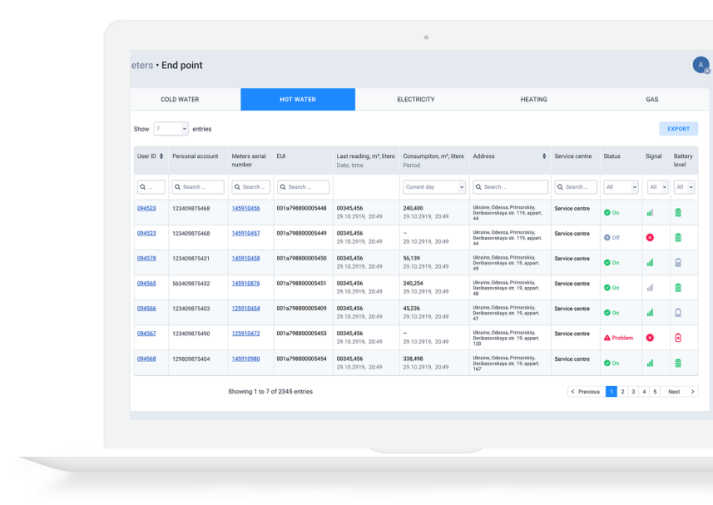 eters • End point
A
COLD WATER HOT WATER ELECTRICITY HEATING GAS
Show 7 entries
EXPORT
User ID Personal account Meters serial number EUI Last reading, m³, liters Date, time Consumption, m³, liters Period Address Service centre Status Signal Battery level
... Search ... Search ... Search ... Current day Search ... Search ... All All All
094523 123409875468 145910456 001a798800005448 00345,456 29.10.2919, 20:49 240,400 29.10.2919, 20:49 Ukraine, Odessa, Primorskiy, Deribasovskaya str. 119, appart. 44 Service centre On
094523 123409875468 145910457 001a798800005449 00345,456 29.10.2919, 20:49 – 29.10.2919, 20:49 Ukraine, Odessa, Primorskiy, Deribasovskaya str. 119, appart. 44 Service centre Off
094578 123409875421 145910458 001a798800005450 00345,456 29.10.2919, 20:49 56,139 29.10.2919, 20:49 Ukraine, Odessa, Primorskiy, Deribasovskaya str. 19, appart. 49 Service centre On
094565 563409875432 145910876 001a798800005451 00345,456 29.10.2919, 20:49 240,254 29.10.2919, 20:49 Ukraine, Odessa, Primorskiy, Deribasovskaya str. 19, appart. 48 Service centre On
094566 123409875403 123910454 001a798800005409 00345,456 29.10.2919, 20:49 45,236 29.10.2919, 20:49 Ukraine, Odessa, Primorskiy, Deribasovskaya str. 19, appart. 47 Service centre On
094567 123409875490 125910472 001a798800005453 00345,456 29.10.2919, 20:49 – 29.10.2919, 20:49 Ukraine, Odessa, Primorskiy, Deribasovskaya str. 19, appart. 120 Service centre Problem
094568 129809875404 145910980 001a798800005454 00345,456 29.10.2919, 20:49 338,498 29.10.2919, 20:49 Ukraine, Odessa, Primorskiy, Deribasovskaya str. 19, appart. 167 Service centre On
Showing 1 to 7 of 2345 entries
< Previous 1 2 3 4 5 Next >